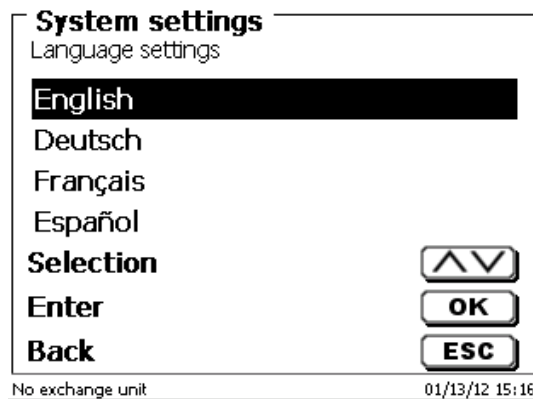 System settings
Language settings
English
Deutsch
Français
Español
Selection
Enter OK
Back ESC
No exchange unit 01/13/12 15:16